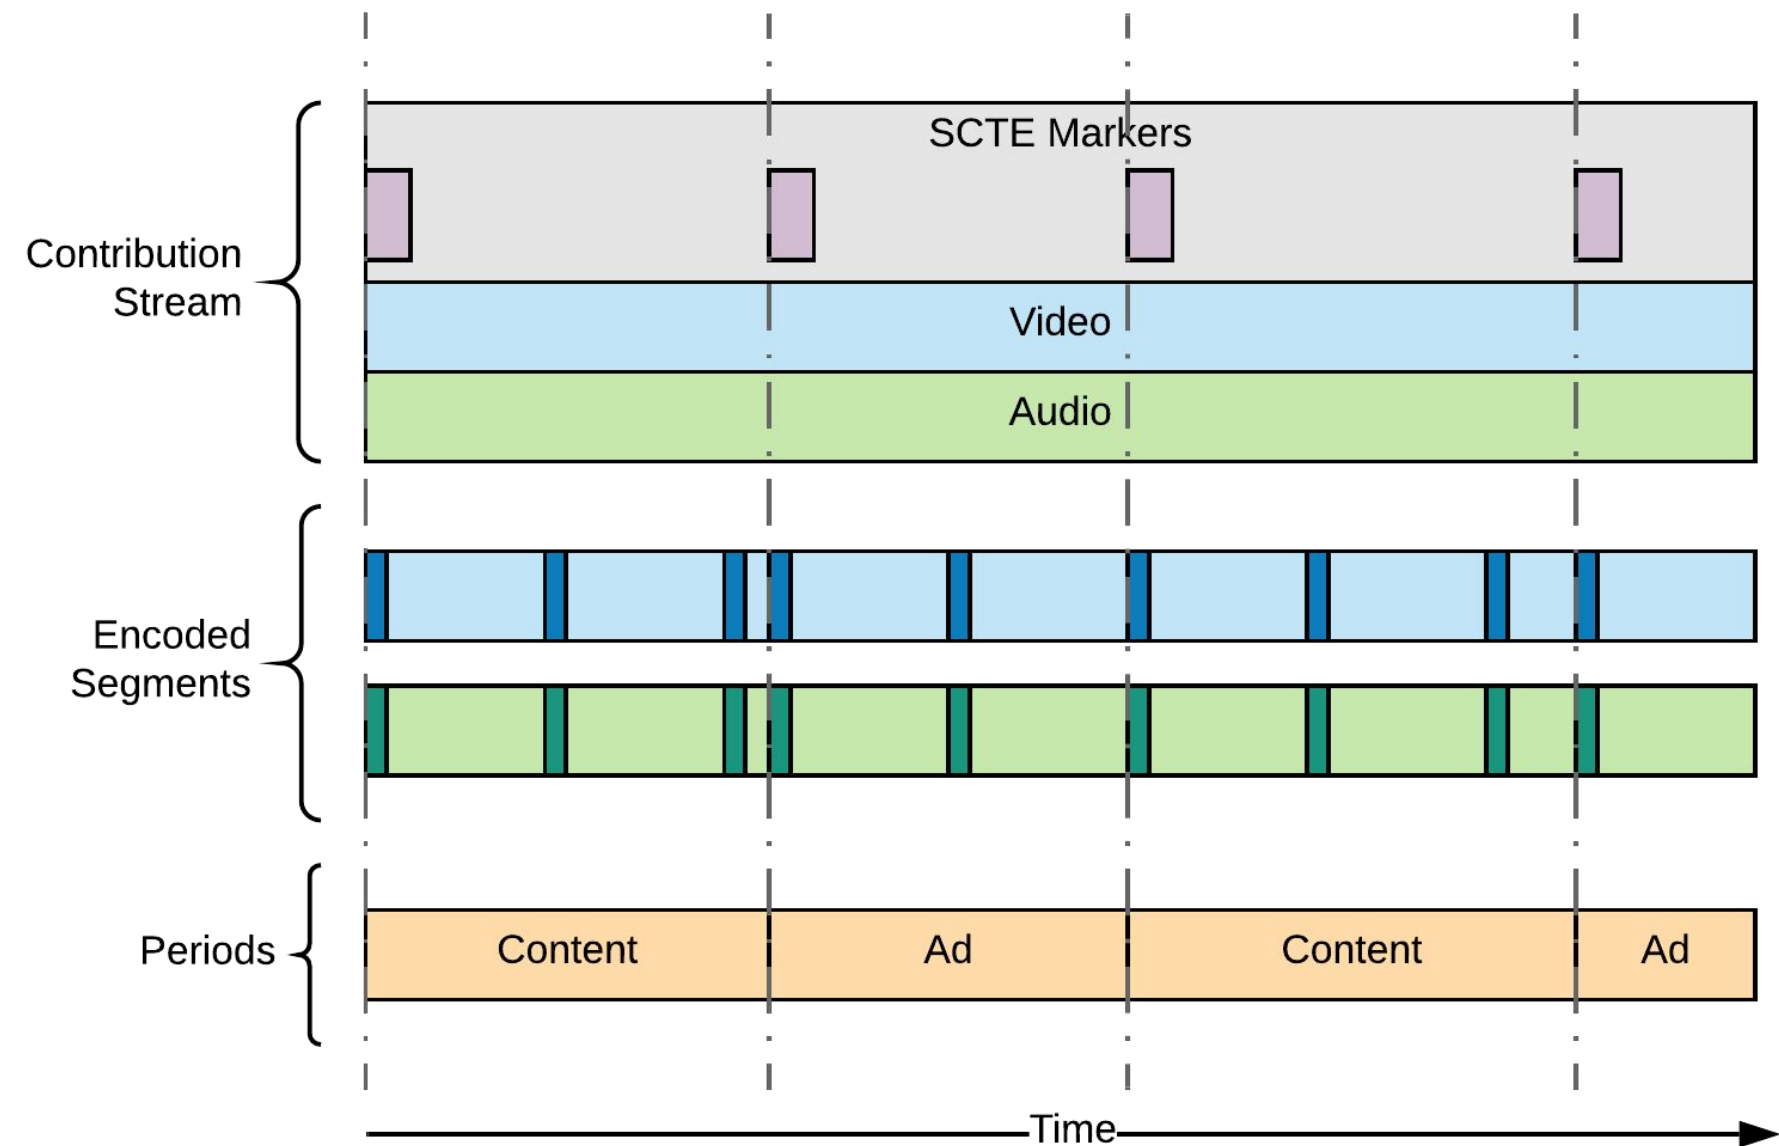 SCTE Markers
Contribution
Stream
Video
Audio
Encoded
Segments
Periods
Content
Ad
Content
Ad
Time